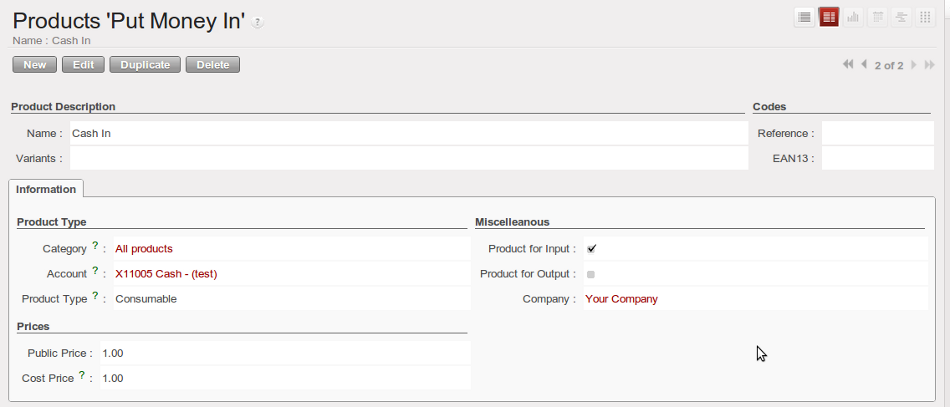 Products 'Put Money In' ?
Name : Cash In
New Edit Duplicate Delete
2 of 2
Product Description
Codes
Name : Cash In
Reference :
Variants :
EAN13 :
Information
Product Type
Miscelleanous
Category ? : All products
Product for Input :
Account ? : X11005 Cash - (test)
Product for Output :
Product Type ? : Consumable
Company : Your Company
Prices
Public Price : 1.00
Cost Price ? : 1.00